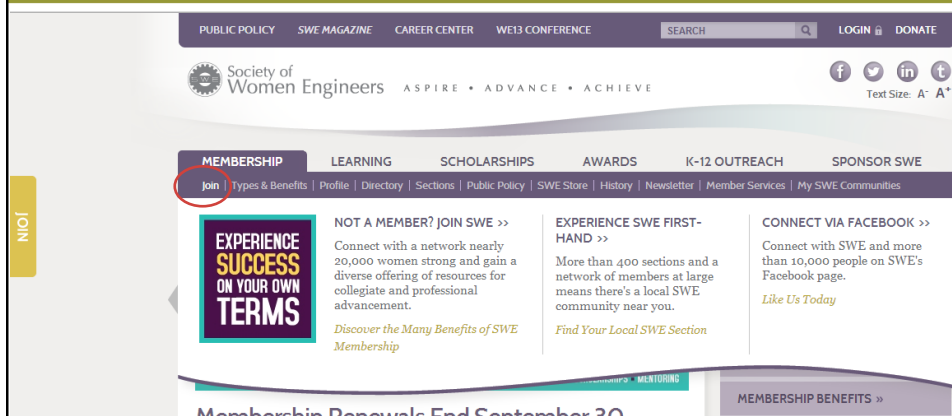 PUBLIC POLICY SWE MAGAZINE CAREER CENTER WE13 CONFERENCE SEARCH LOGIN DONATE
Society of
Women Engineers ASPIRE • ADVANCE • ACHIEVE
Text Size: A- A+
MEMBERSHIP LEARNING SCHOLARSHIPS AWARDS K-12 OUTREACH SPONSOR SWE
Join | Types & Benefits | Profile | Directory | Sections | Public Policy | SWE Store | History | Newsletter | Member Services | My SWE Communities
JOIN
EXPERIENCE
SUCCESS
ON YOUR OWN
TERMS
NOT A MEMBER? JOIN SWE >>
Connect with a network nearly
20,000 women strong and gain a
diverse offering of resources for
collegiate and professional
advancement.
Discover the Many Benefits of SWE
Membership
EXPERIENCE SWE FIRST-
HAND >>
More than 400 sections and a
network of members at large
means there's a local SWE
community near you.
Find Your Local SWE Section
CONNECT VIA FACEBOOK >>
Connect with SWE and more
than 10,000 people on SWE's
Facebook page.
Like Us Today
• MENTORING
MEMBERSHIP BENEFITS »
Membership Renewals End September 30